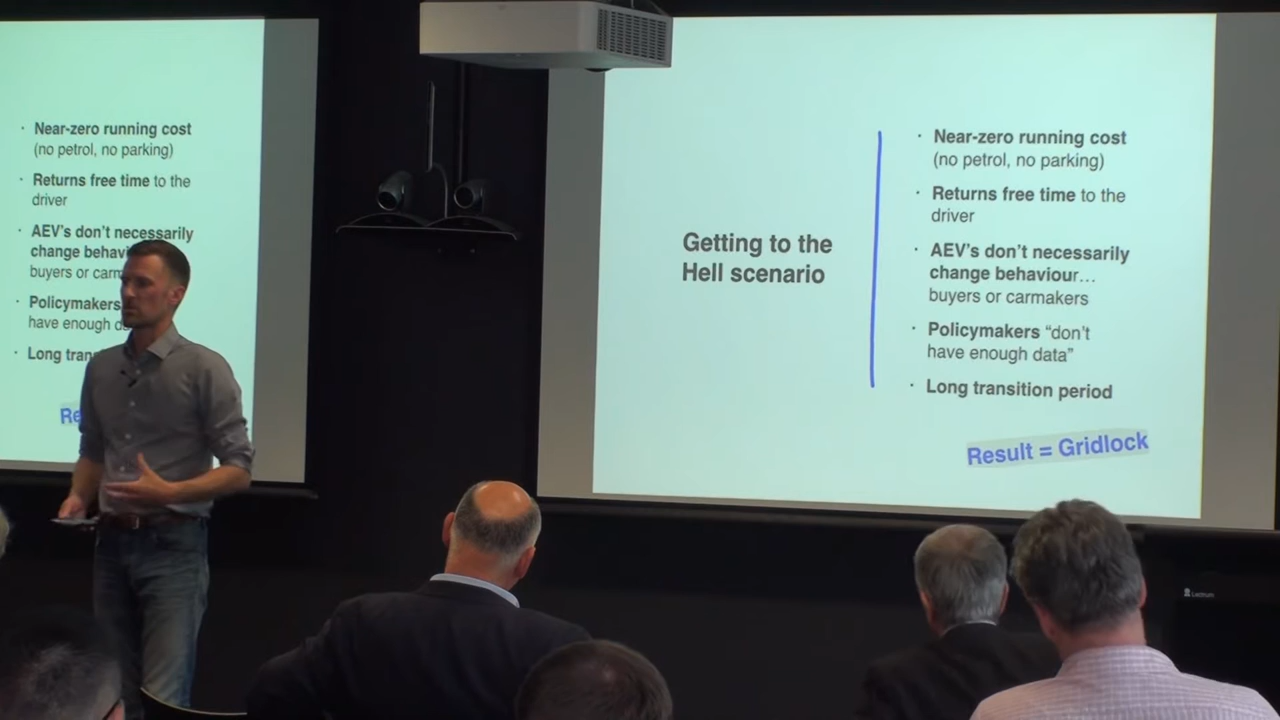 · Near-zero running cost
(no petrol, no parking)
· Returns free time to the
driver
· AEV's don't necessarily
change behav
buyers or carm
· Policymakers
have enough d
· Long tran
Re
Getting to the
Hell scenario
· Near-zero running cost
(no petrol, no parking)
· Returns free time to the
driver
· AEV's don't necessarily
change behaviour…
buyers or carmakers
· Policymakers “don't
have enough data”
· Long transition period
Result = Gridlock
Lectrum